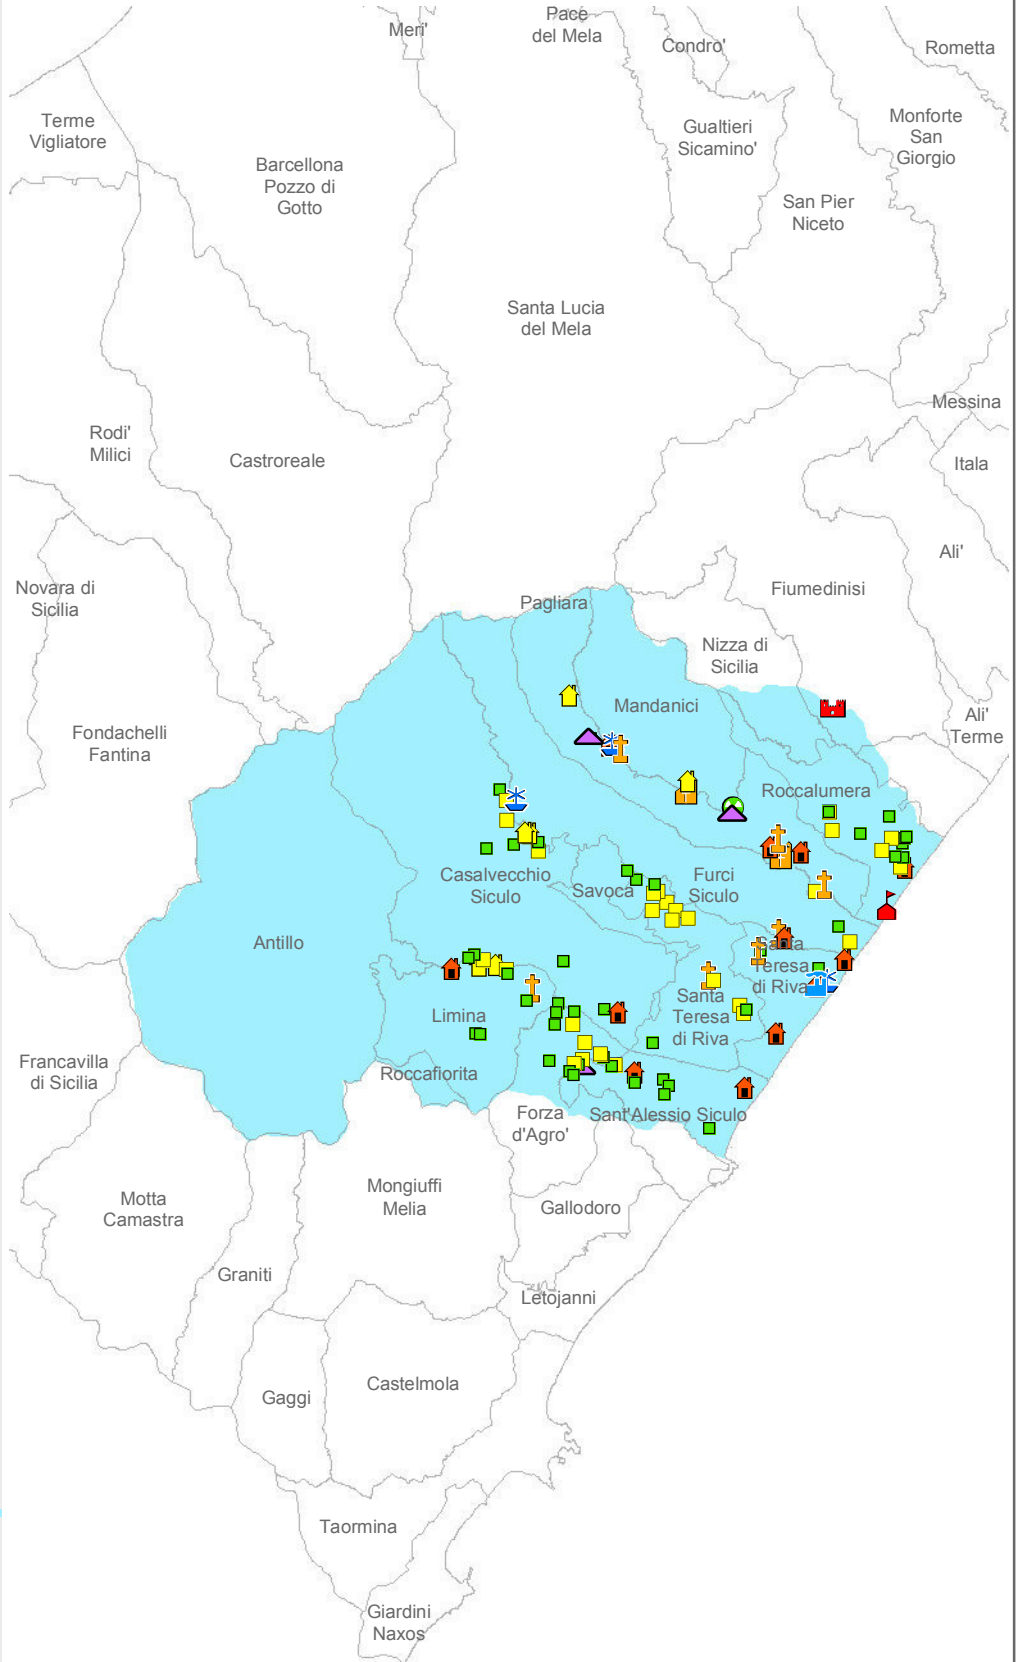 Meri'
Pace
del Mela
Condro'
Rometta
Terme
Vigliatore
Gualtieri
Sicamino'
Monforte
San
Giorgio
Barcellona
Pozzo di
Gotto
San Pier
Niceto
Santa Lucia
del Mela
Messina
Rodi'
Milici
Castroreale
Itala
Ali'
Novara di
Sicilia
Fiumedinisi
Pagliara
Nizza di
Sicilia
Mandanici
Ali'
Terme
Fondachelli
Fantina
Roccalumera
Casalvecchio
Siculo
Savoca
Furci
Siculo
Antillo
Santa
Teresa
di Riva
Santa
Teresa
di Riva
Limina
Francavilla
di Sicilia
Roccafiorita
Forza
d'Agro'
Sant'Alessio Siculo
Motta
Camastra
Mongiuffi
Melia
Gallodoro
Graniti
Letojanni
Gaggi
Castelmola
Taormina
Giardini
Naxos